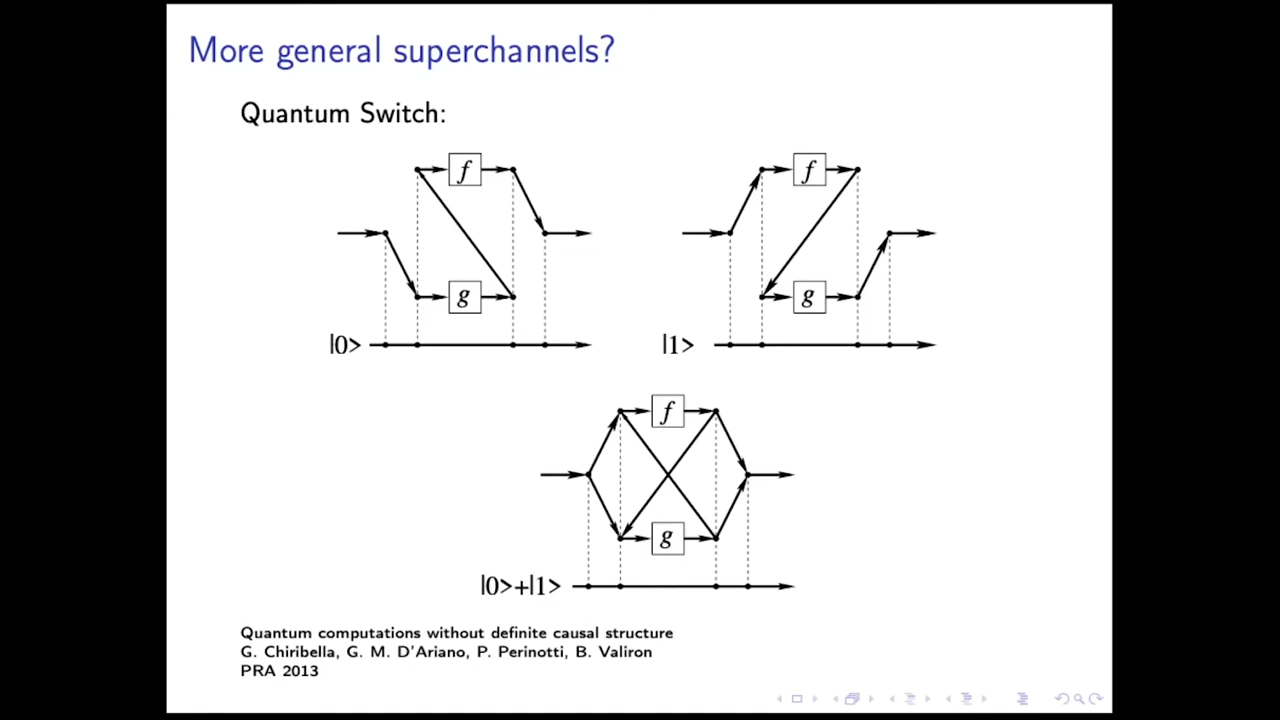 More general superchannels?
Quantum Switch:
f
f
g
g
|0>
|1>
f
g
|0>+|1>
Quantum computations without definite causal structure
G. Chiribella, G. M. D'Ariano, P. Perinotti, B. Valiron
PRA 2013